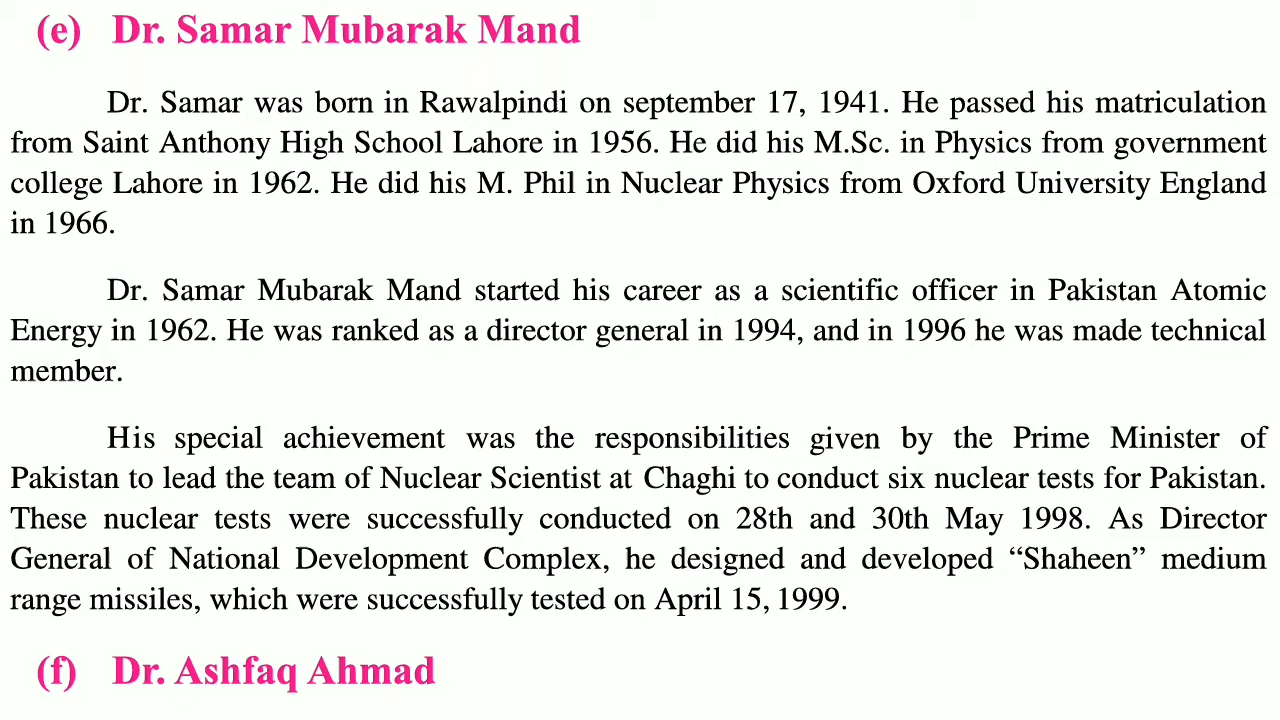 (e) Dr. Samar Mubarak Mand
Dr. Samar was born in Rawalpindi on september 17, 1941. He passed his matriculation
from Saint Anthony High School Lahore in 1956. He did his M.Sc. in Physics from government
college Lahore in 1962. He did his M. Phil in Nuclear Physics from Oxford University England
in 1966.
Dr. Samar Mubarak Mand started his career as a scientific officer in Pakistan Atomic
Energy in 1962. He was ranked as a director general in 1994, and in 1996 he was made technical
member.
His special achievement was the responsibilities given by the Prime Minister of
Pakistan to lead the team of Nuclear Scientist at Chaghi to conduct six nuclear tests for Pakistan.
These nuclear tests were successfully conducted on 28th and 30th May 1998. As Director
General of National Development Complex, he designed and developed “Shaheen” medium
range missiles, which were successfully tested on April 15, 1999.
(f) Dr. Ashfaq Ahmad